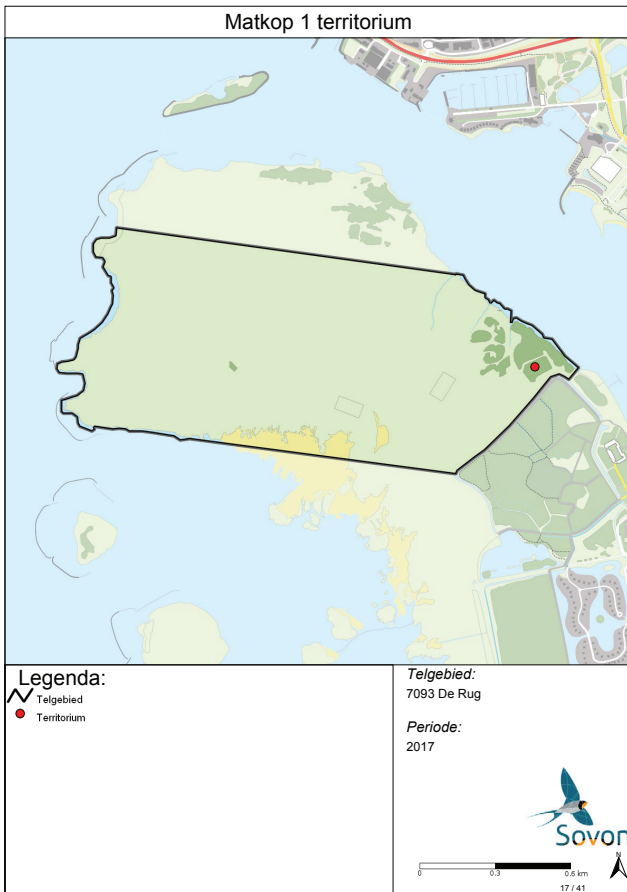 Matkop 1 territorium
Legenda:
Telgebied
Territorium
Telgebied:
7093 De Rug
Periode:
2017
Sovon
N
0 0.3 0.6 km
17 / 41